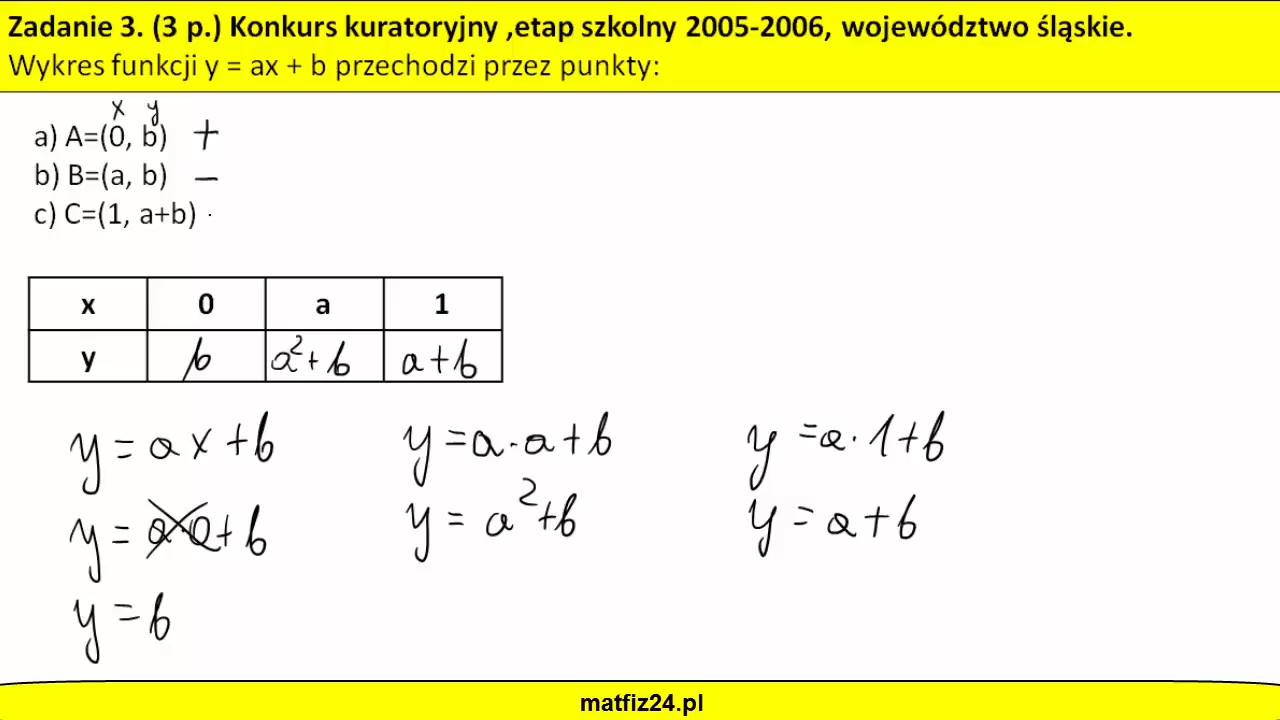 Zadanie 3. (3 p.) Konkurs kuratoryjny ,etap szkolny 2005-2006, województwo śląskie.
Wykres funkcji y = ax + b przechodzi przez punkty:
x y
a) A=(0, b) +
b) B=(a, b) –
c) C=(1, a+b)
x 0 a 1
y b a²+b a+b
y = ax+b y=a·a+b y=a·1+b
y = a·0+b y = a²+b y = a+b
y = b
matfiz24.pl